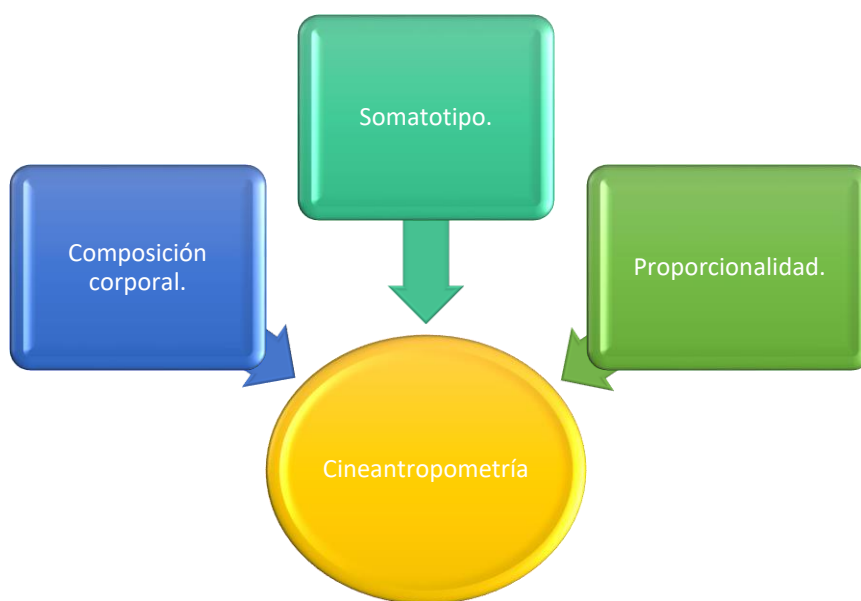 Somatotipo.
Composición
corporal.
Proporcionalidad.
Cineantropometría